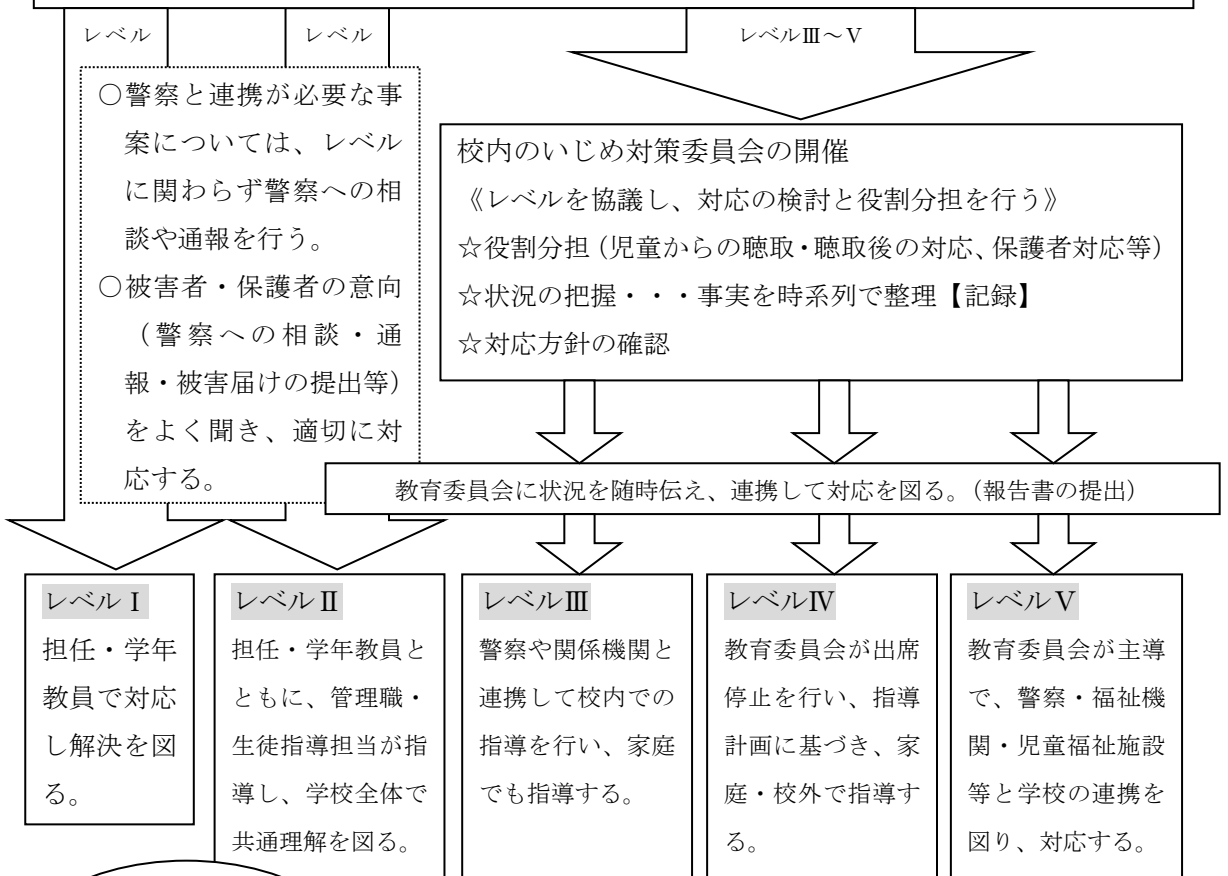 レベル
レベル
レベルⅢ～Ⅴ
○警察と連携が必要な事
案については、レベル
に関わらず警察への相
談や通報を行う。
○被害者・保護者の意向
（警察への相談・通
報・被害届けの提出等）
をよく聞き、適切に対
応する。
校内のいじめ対策委員会の開催
《レベルを協議し、対応の検討と役割分担を行う》
☆役割分担（児童からの聴取・聴取後の対応、保護者対応等）
☆状況の把握・・・事実を時系列で整理【記録】
☆対応方針の確認
教育委員会に状況を随時伝え、連携して対応を図る。（報告書の提出）
レベルⅠ
担任・学年
教員で対応
し解決を図
る。
レベルⅡ
担任・学年教員と
ともに、管理職・
生徒指導担当が指
導し、学校全体で
共通理解を図る。
レベルⅢ
警察や関係機関と
連携して校内での
指導を行い、家庭
でも指導する。
レベルⅣ
教育委員会が出席
停止を行い、指導
計画に基づき、家
庭・校外で指導す
る。
レベルⅤ
教育委員会が主導
で、警察・福祉機
関・児童福祉施設
等と学校の連携を
図り、対応する。